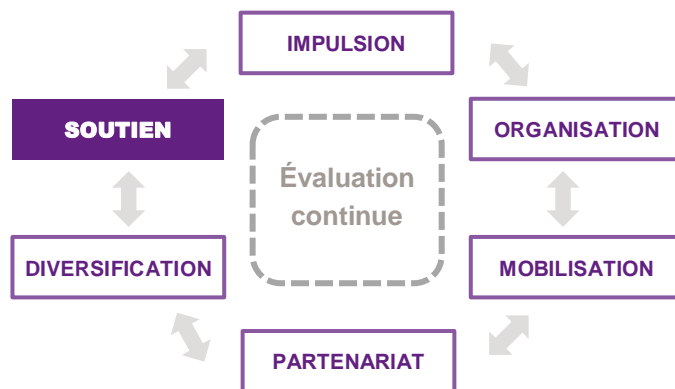 IMPULSION
SOUTIEN
ORGANISATION
Évaluation
continue
DIVERSIFICATION
MOBILISATION
PARTENARIAT